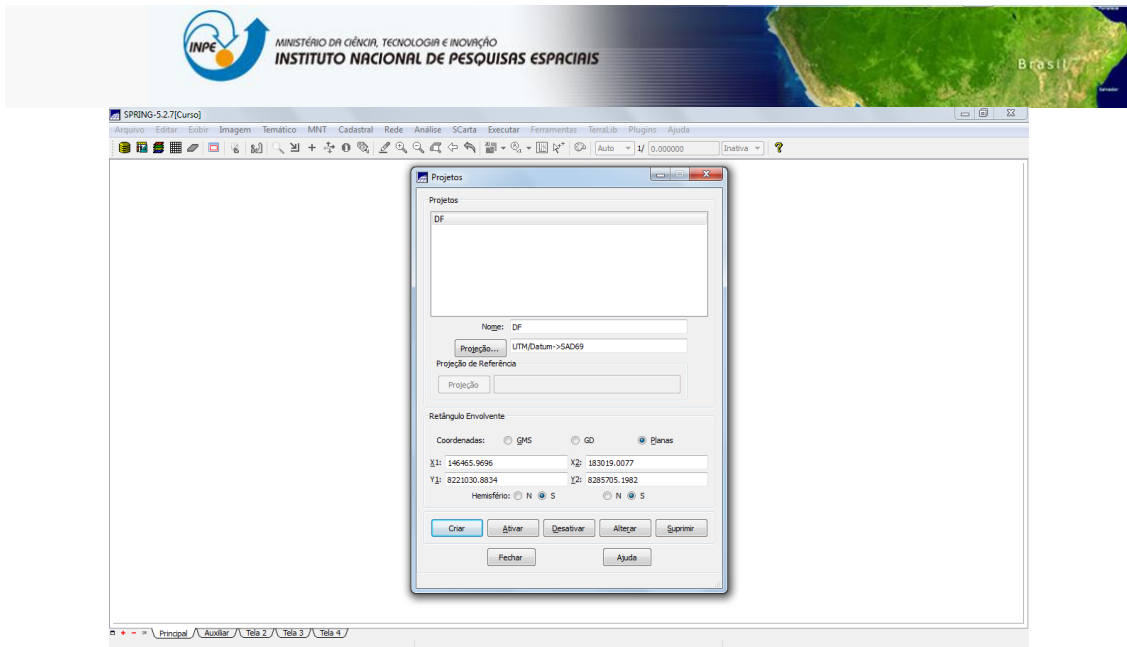 INPE
MINISTÉRIO DA CIÊNCIA, TECNOLOGIA E INOVAÇÃO
INSTITUTO NACIONAL DE PESQUISAS ESPACIAIS
Brasil
SPRING-5.2.7[Curso]
Arquivo Editar Exibir Imagem Temático MNT Cadastral Rede Análise SCarta Executar Ferramentas TerraLib Plugins Ajuda
Auto 1/ 0.000000 Inativa
Projetos
Projetos
DF
Nome: DF
Projeção... UTM/Datum->SAD69
Projeção de Referência
Projeção
Retângulo Envolvente
Coordenadas: GMS GD Planas
X1: 146465.9696 X2: 183019.0077
Y1: 8221030.8834 Y2: 8285705.1982
Hemisfério: N S N S
Criar Ativar Desativar Alterar Suprimir
Fechar Ajuda
Principal Auxiliar Tela 2 Tela 3 Tela 4